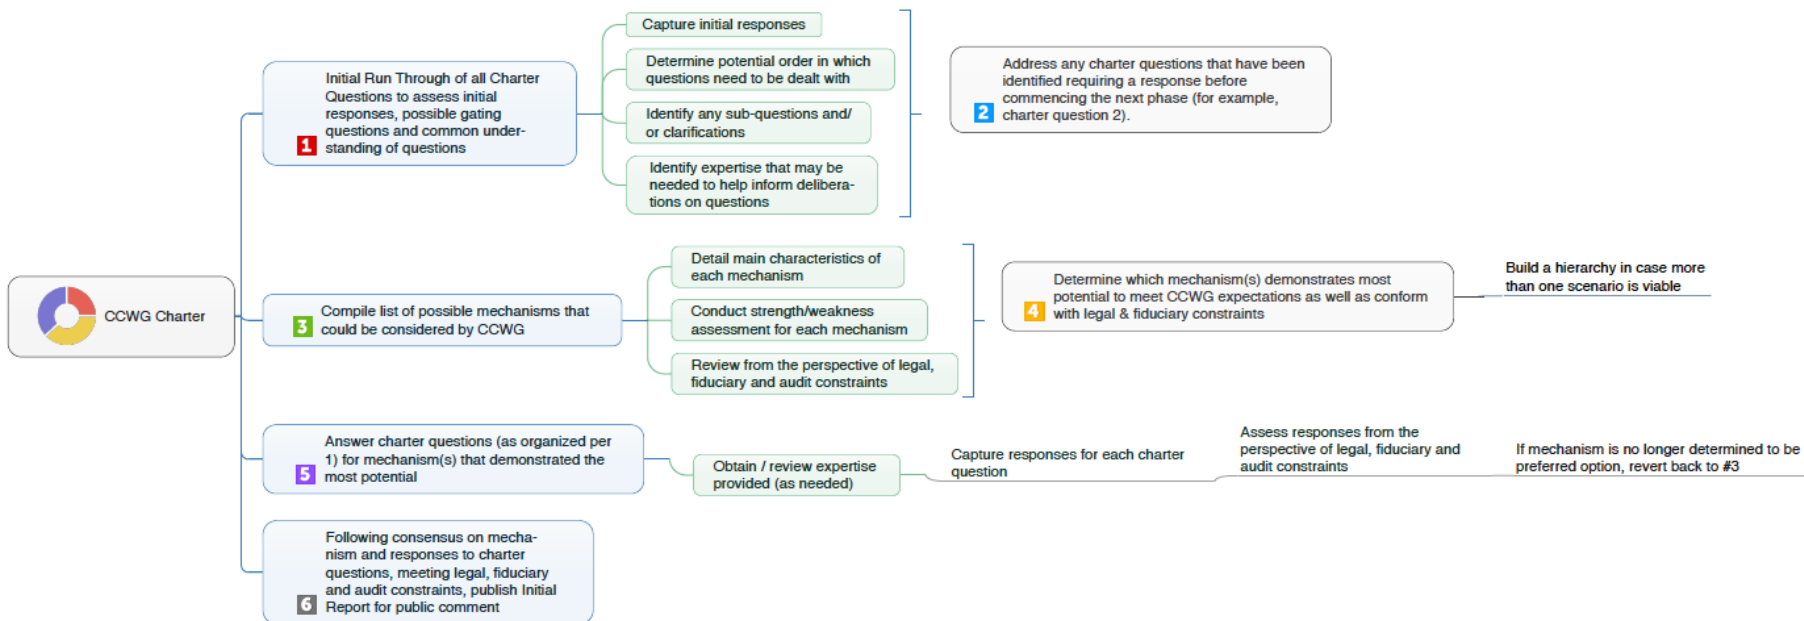 CCWG Charter
Initial Run Through of all Charter
Questions to assess initial
responses, possible gating
questions and common under-
1 standing of questions
Capture initial responses
Determine potential order in which
questions need to be dealt with
Identify any sub-questions and/
or clarifications
Identify expertise that may be
needed to help inform delibera-
tions on questions
Address any charter questions that have been
identified requiring a response before
commencing the next phase (for example,
2 charter question 2).
Compile list of possible mechanisms that
3 could be considered by CCWG
Detail main characteristics of
each mechanism
Conduct strength/weakness
assessment for each mechanism
Review from the perspective of legal,
fiduciary and audit constraints
Determine which mechanism(s) demonstrates most
potential to meet CCWG expectations as well as conform
4 with legal & fiduciary constraints
Build a hierarchy in case more
than one scenario is viable
Answer charter questions (as organized per
1) for mechanism(s) that demonstrated the
5 most potential
Obtain / review expertise
provided (as needed)
Capture responses for each charter
question
Assess responses from the
perspective of legal, fiduciary and
audit constraints
If mechanism is no longer determined to be
preferred option, revert back to #3
Following consensus on mecha-
nism and responses to charter
questions, meeting legal, fiduciary
and audit constraints, publish Initial
6 Report for public comment